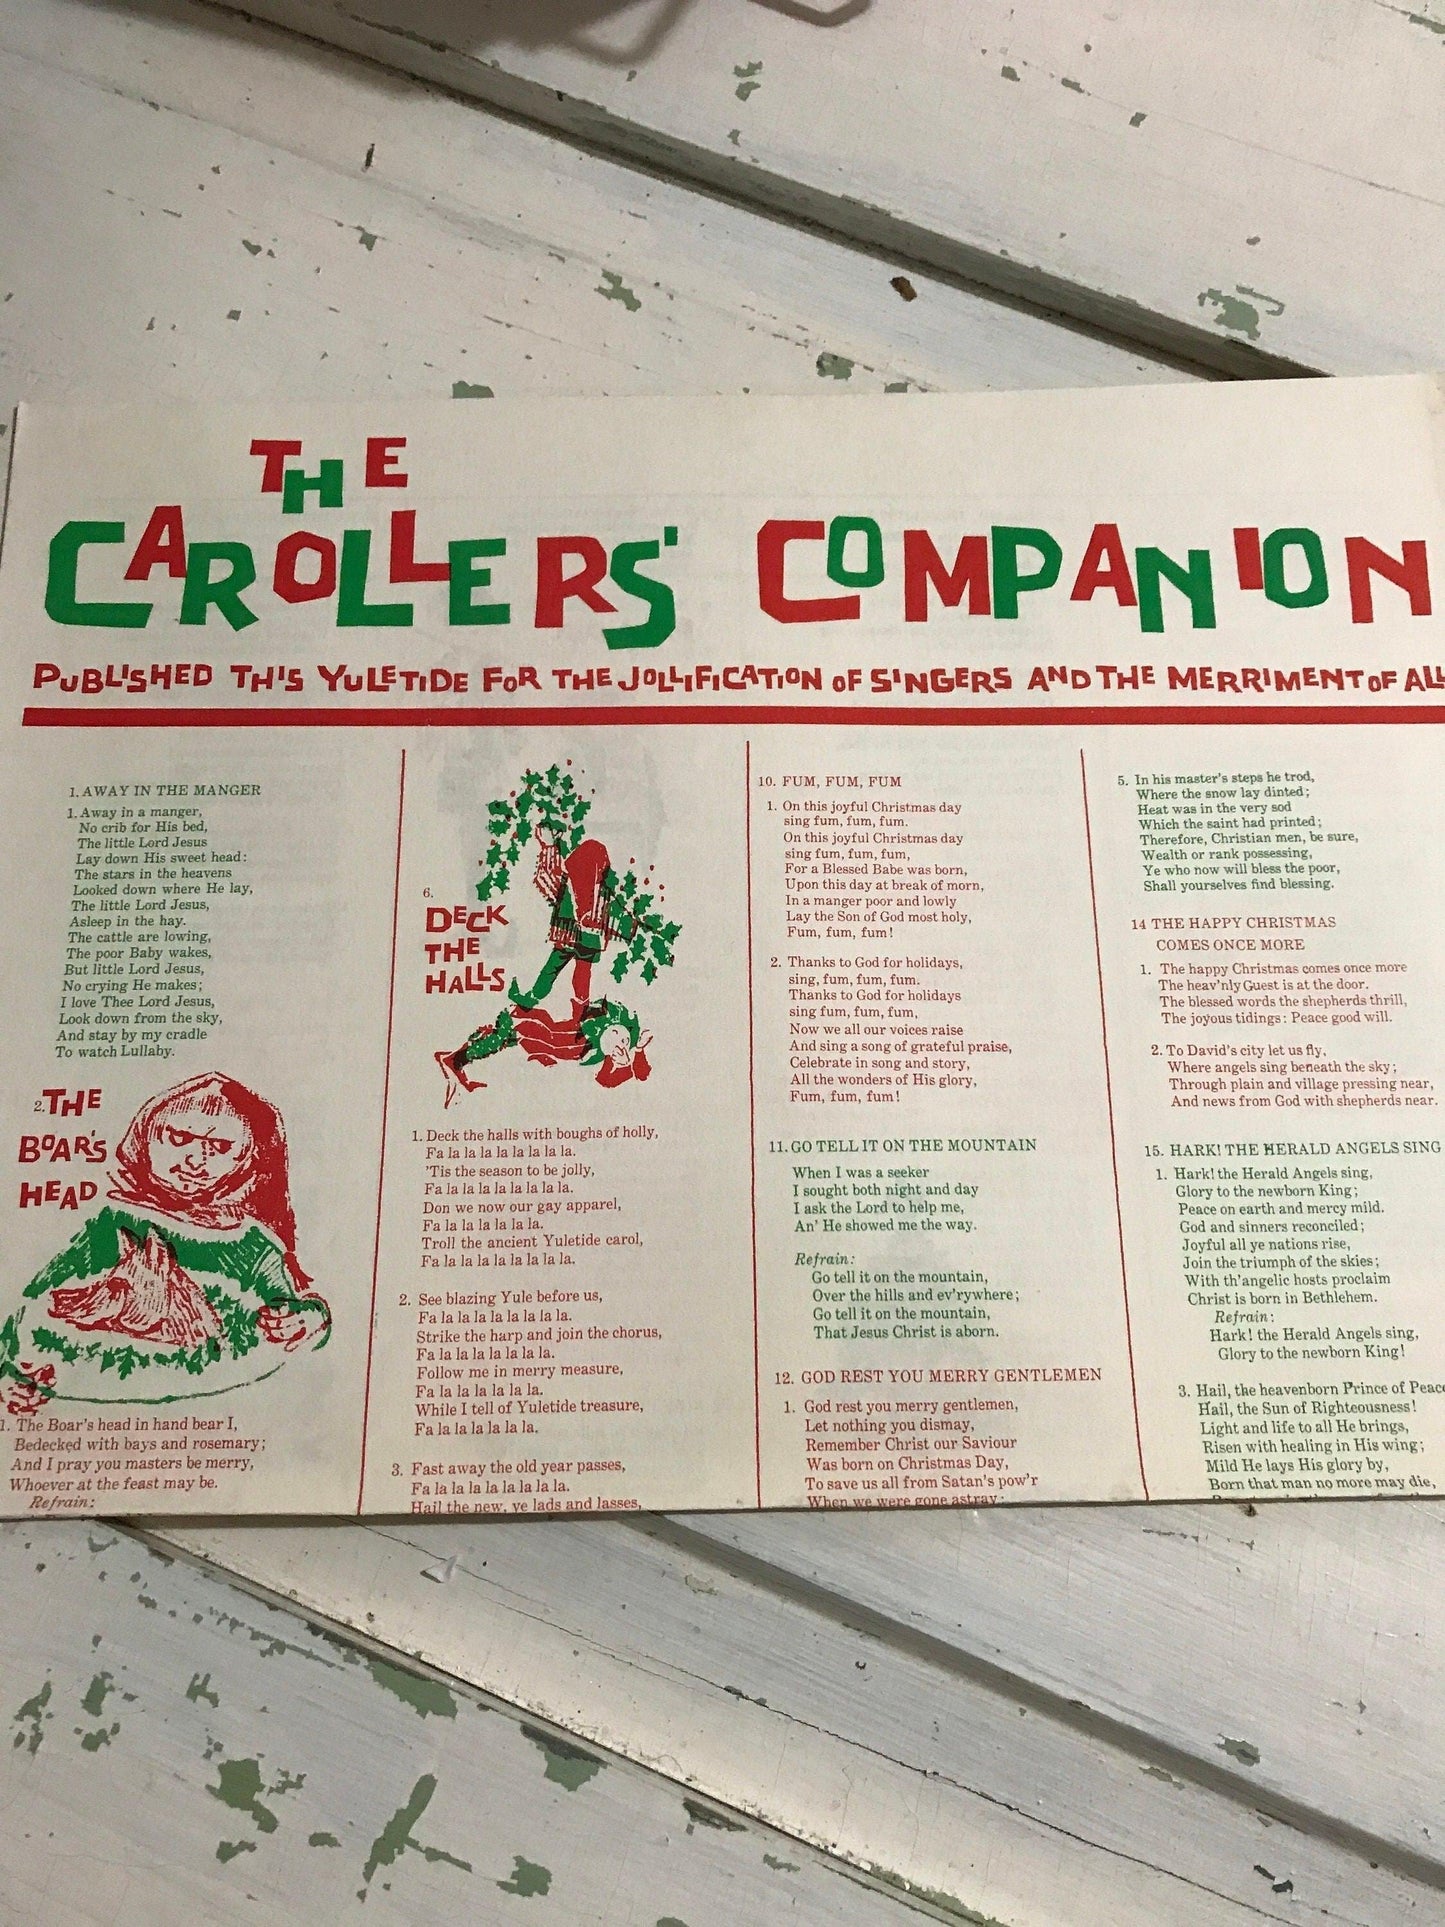 THE
CAROLLERS' COMPANION
PUBLISHED THIS YULETIDE FOR THE JOLLIFICATION OF SINGERS AND THE MERRIMENT OF ALL
1. AWAY IN THE MANGER
1. Away in a manger,
No crib for His bed,
The little Lord Jesus
Lay down His sweet head:
The stars in the heavens
Looked down where He lay,
The little Lord Jesus,
Asleep in the hay.
The cattle are lowing,
The poor Baby wakes,
But little Lord Jesus,
No crying He makes;
I love Thee Lord Jesus,
Look down from the sky,
And stay by my cradle
To watch Lullaby.
2. THE
BOAR'S
HEAD
1. The Boar's head in hand bear I,
Bedecked with bays and rosemary;
And I pray you masters be merry,
Whoever at the feast may be.
Refrain:
6.
DECK
THE
HALLS
1. Deck the halls with boughs of holly,
Fa la la la la la la la la.
'Tis the season to be jolly,
Fa la la la la la la la la.
Don we now our gay apparel,
Fa la la la la la la.
Troll the ancient Yuletide carol,
Fa la la la la la la la la.
2. See blazing Yule before us,
Fa la la la la la la la la.
Strike the harp and join the chorus,
Fa la la la la la la la.
Follow me in merry measure,
Fa la la la la la la.
While I tell of Yuletide treasure,
Fa la la la la la la.
3. Fast away the old year passes,
Fa la la la la la la la la.
Hail the new, ye lads and lasses,
10. FUM, FUM, FUM
1. On this joyful Christmas day
sing fum, fum, fum.
On this joyful Christmas day
sing fum, fum, fum,
For a Blessed Babe was born,
Upon this day at break of morn,
In a manger poor and lowly
Lay the Son of God most holy,
Fum, fum, fum!
2. Thanks to God for holidays,
sing, fum, fum, fum.
Thanks to God for holidays
sing fum, fum, fum,
Now we all our voices raise
And sing a song of grateful praise,
Celebrate in song and story,
All the wonders of His glory,
Fum, fum, fum!
11. GO TELL IT ON THE MOUNTAIN
When I was a seeker
I sought both night and day
I ask the Lord to help me,
An' He showed me the way.
Refrain:
Go tell it on the mountain,
Over the hills and ev'rywhere;
Go tell it on the mountain,
That Jesus Christ is aborn.
12. GOD REST YOU MERRY GENTLEMEN
1. God rest you merry gentlemen,
Let nothing you dismay,
Remember Christ our Saviour
Was born on Christmas Day,
To save us all from Satan's pow'r
When we were gone astray;
5. In his master's steps he trod,
Where the snow lay dinted;
Heat was in the very sod
Which the saint had printed;
Therefore, Christian men, be sure,
Wealth or rank possessing,
Ye who now will bless the poor,
Shall yourselves find blessing.
14 THE HAPPY CHRISTMAS
COMES ONCE MORE
1. The happy Christmas comes once more
The heav'nly Guest is at the door.
The blessed words the shepherds thrill,
The joyous tidings: Peace good will.
2. To David's city let us fly,
Where angels sing beneath the sky;
Through plain and village pressing near,
And news from God with shepherds near.
15. HARK! THE HERALD ANGELS SING
1. Hark! the Herald Angels sing,
Glory to the newborn King;
Peace on earth and mercy mild.
God and sinners reconciled;
Joyful all ye nations rise,
Join the triumph of the skies;
With th'angelic hosts proclaim
Christ is born in Bethlehem.
Refrain:
Hark! the Herald Angels sing,
Glory to the newborn King!
3. Hail, the heavenborn Prince of Peace
Hail, the Sun of Righteousness!
Light and life to all He brings,
Risen with healing in His wing;
Mild He lays His glory by,
Born that man no more may die,